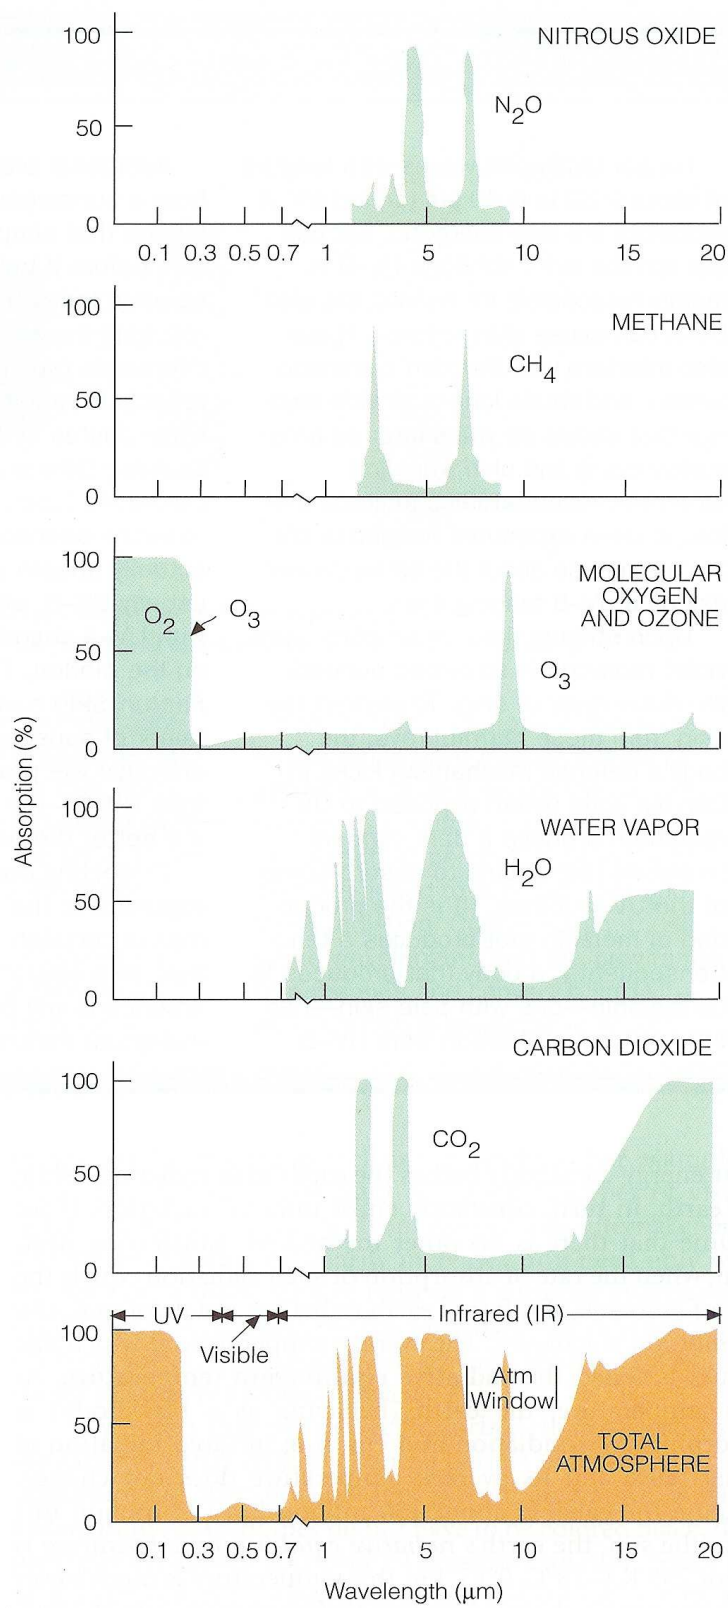 NITROUS OXIDE
100
N2O
50
0
0.1 0.3 0.5 0.7 1 5 10 15 20
METHANE
100
CH4
50
0
MOLECULAR
OXYGEN
AND OZONE
100
O2 O3
50
O3
0
Absorption (%)
WATER VAPOR
100
H2O
50
0
CARBON DIOXIDE
100
CO2
50
0
UV Infrared (IR)
Visible
100
Atm
Window
50
TOTAL
ATMOSPHERE
0
0.1 0.3 0.5 0.7 1 5 10 15 20
Wavelength (μm)